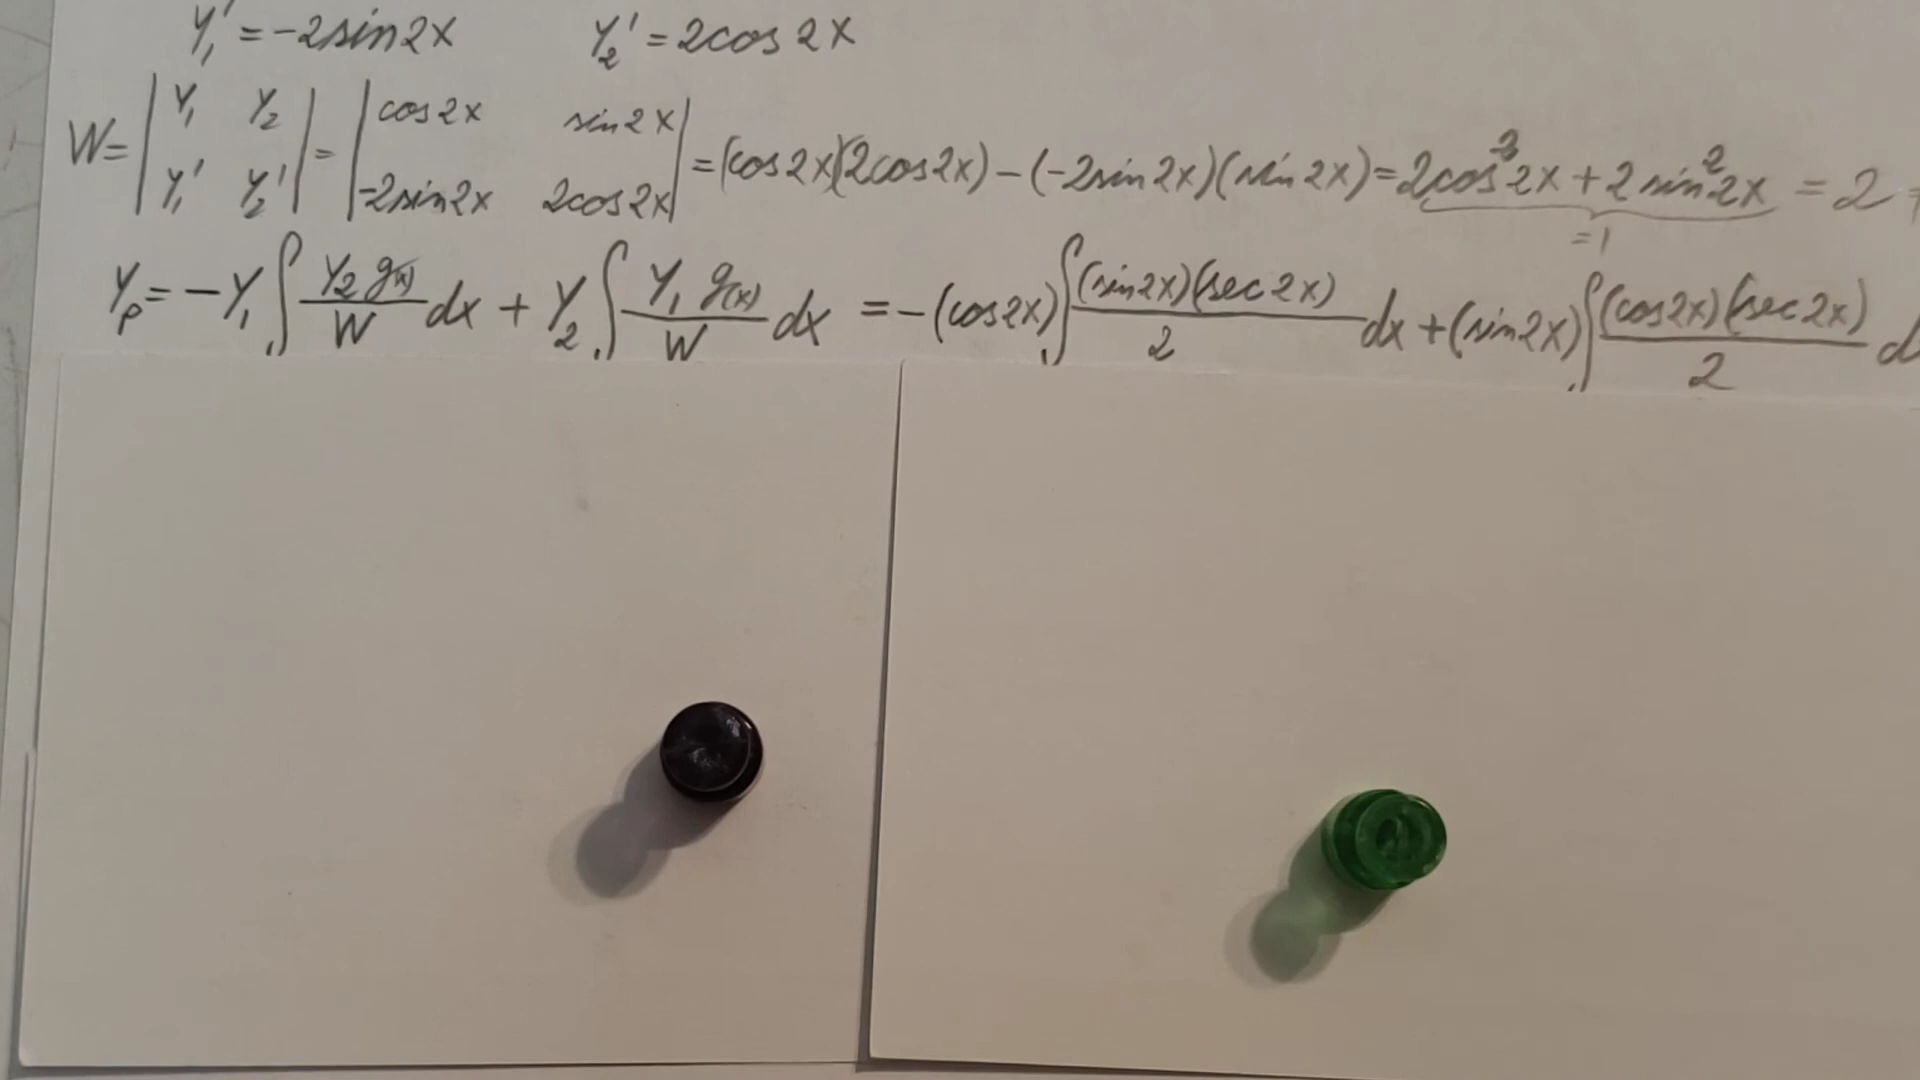 Y₁' = -2sin2x Y₂' = 2cos2x
W = |Y₁ Y₂; Y₁' Y₂'| = |cos2x sin2x; -2sin2x 2cos2x| = (cos2x)(2cos2x) - (-2sin2x)(sin2x) = 2cos²2x + 2sin²2x = 2
=1
Yp = -Y₁∫ Y₂g(x)/W dx + Y₂∫ Y₁g(x)/W dx = -(cos2x)∫ (sin2x)(sec2x)/2 dx + (sin2x)∫ (cos2x)(sec2x)/2 d